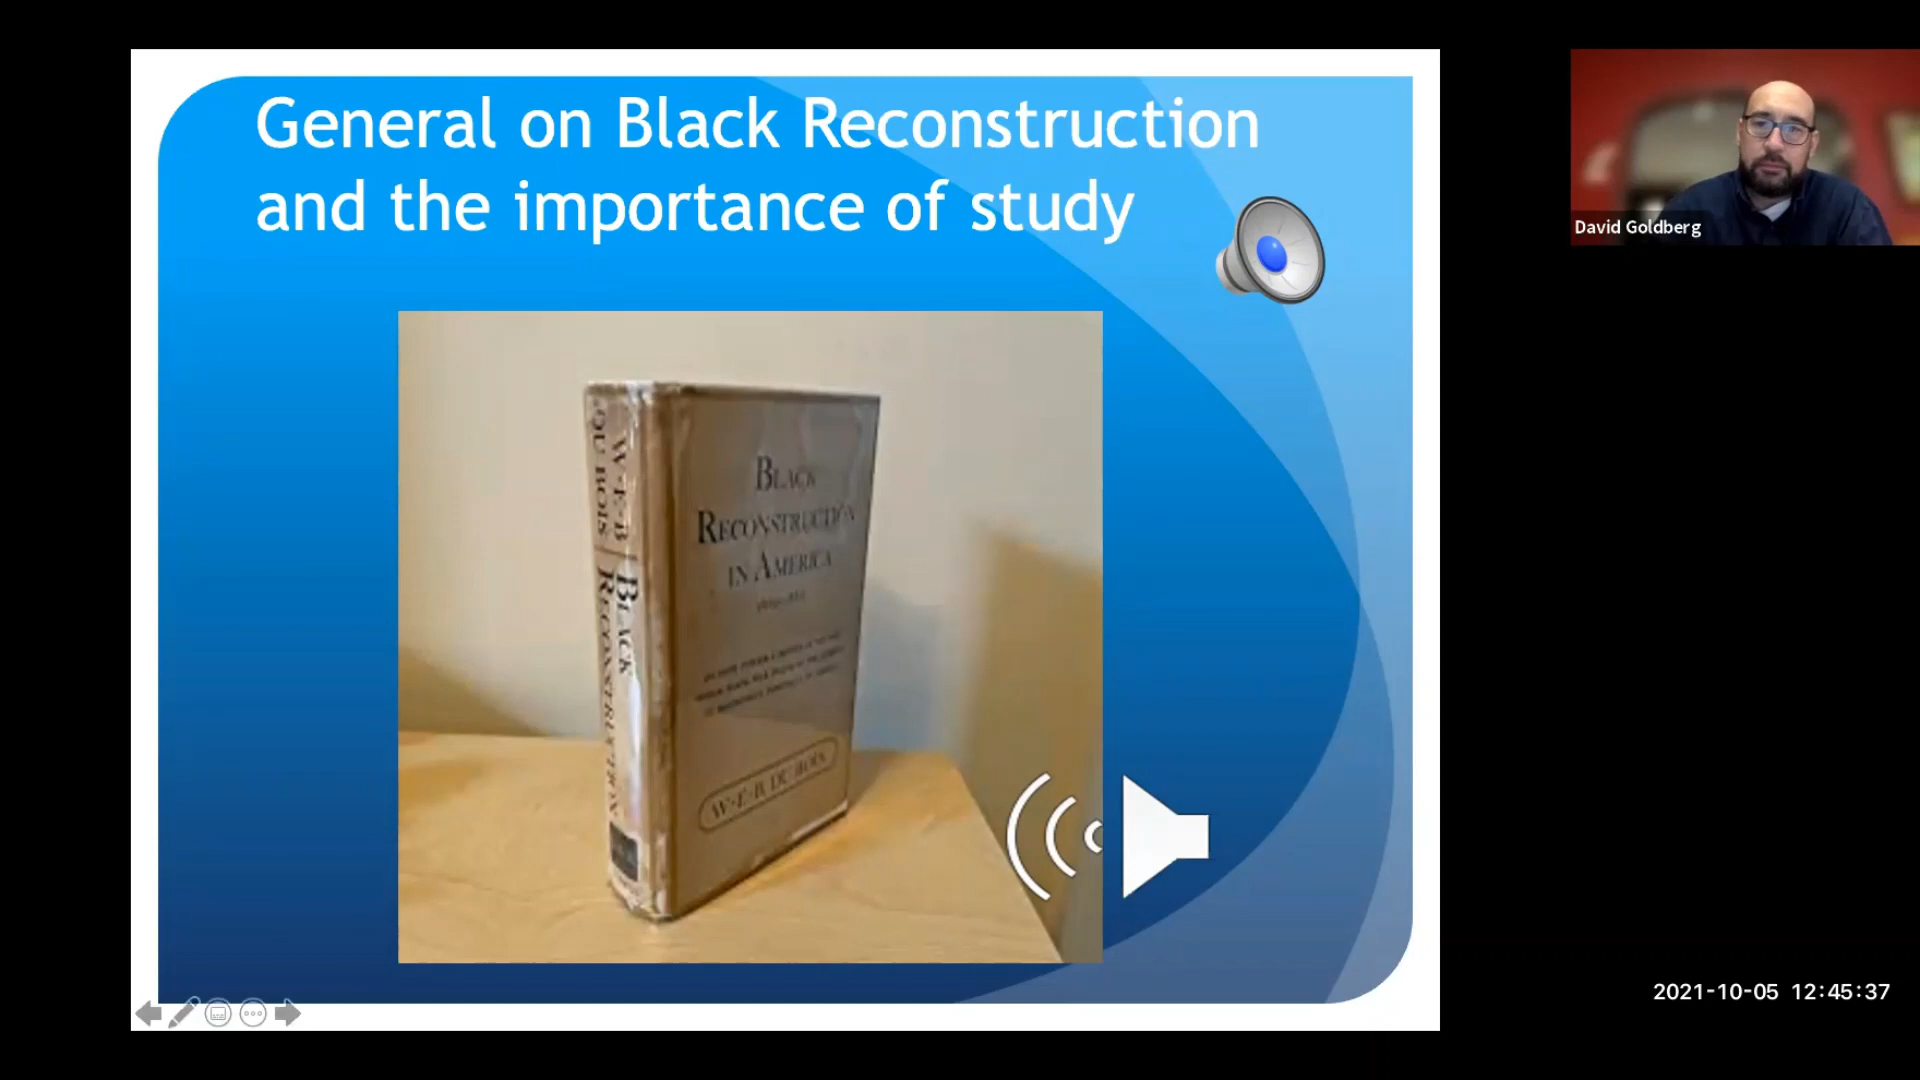 General on Black Reconstruction
and the importance of study
David Goldberg
W·E·B
DU BOIS
BLACK
RECONSTRUCTION
BLACK
RECONSTRUCTION
IN AMERICA
W·E·B·DU BOIS
2021-10-05 12:45:37